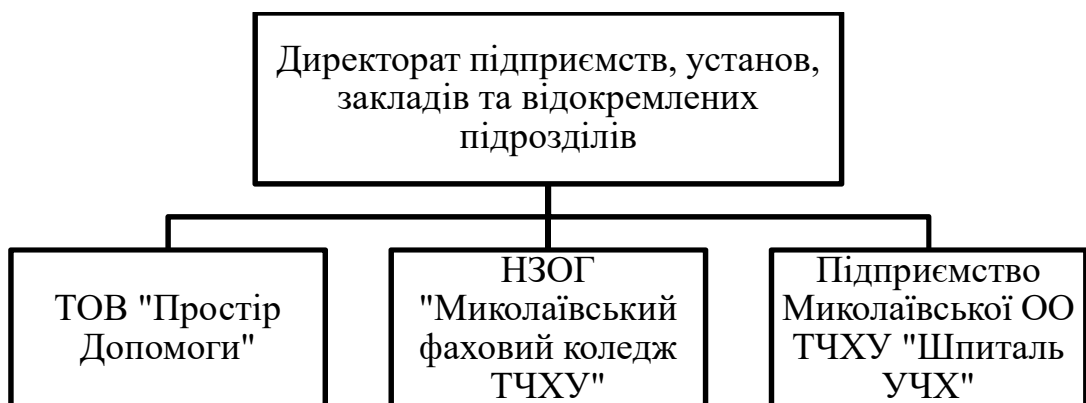 Директорат підприємств, установ,
закладів та відокремлених
підрозділів
ТОВ "Простір
Допомоги"
НЗОГ
"Миколаївський
фаховий коледж
ТЧХУ"
Підприємство
Миколаївської ОО
ТЧХУ "Шпиталь
УЧХ"